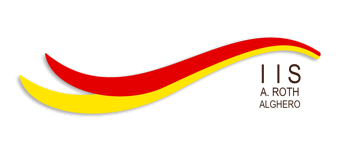 I I S
A. ROTH
ALGHERO